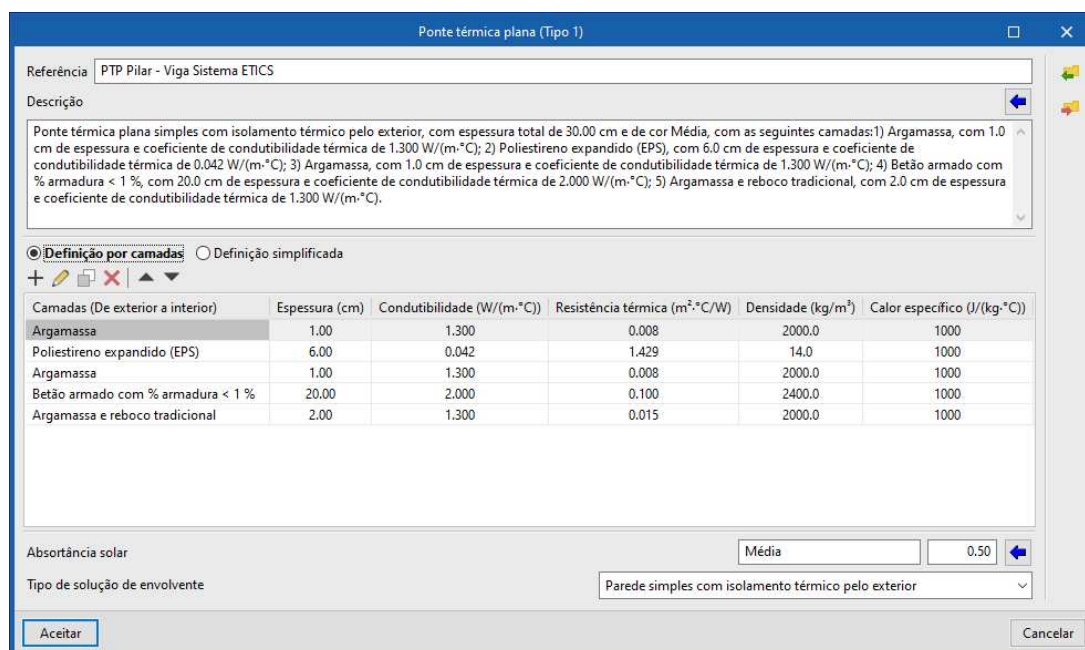 Ponte térmica plana (Tipo 1)
Referência PTP Pilar - Viga Sistema ETICS
Descrição
Ponte térmica plana simples com isolamento térmico pelo exterior, com espessura total de 30.00 cm e de cor Média, com as seguintes camadas:1) Argamassa, com 1.0
cm de espessura e coeficiente de condutibilidade térmica de 1.300 W/(m·°C); 2) Poliestireno expandido (EPS), com 6.0 cm de espessura e coeficiente de
condutibilidade térmica de 0.042 W/(m·°C); 3) Argamassa, com 1.0 cm de espessura e coeficiente de condutibilidade térmica de 1.300 W/(m·°C); 4) Betão armado com
% armadura < 1 %, com 20.0 cm de espessura e coeficiente de condutibilidade térmica de 2.000 W/(m·°C); 5) Argamassa e reboco tradicional, com 2.0 cm de espessura
e coeficiente de condutibilidade térmica de 1.300 W/(m·°C).
Definição por camadas Definição simplificada
Camadas (De exterior a interior) Espessura (cm) Condutibilidade (W/(m·°C)) Resistência térmica (m²·°C/W) Densidade (kg/m³) Calor específico (J/(kg·°C))
Argamassa 1.00 1.300 0.008 2000.0 1000
Poliestireno expandido (EPS) 6.00 0.042 1.429 14.0 1000
Argamassa 1.00 1.300 0.008 2000.0 1000
Betão armado com % armadura < 1 % 20.00 2.000 0.100 2400.0 1000
Argamassa e reboco tradicional 2.00 1.300 0.015 2000.0 1000
Absortância solar Média 0.50
Tipo de solução de envolvente Parede simples com isolamento térmico pelo exterior
Aceitar Cancelar